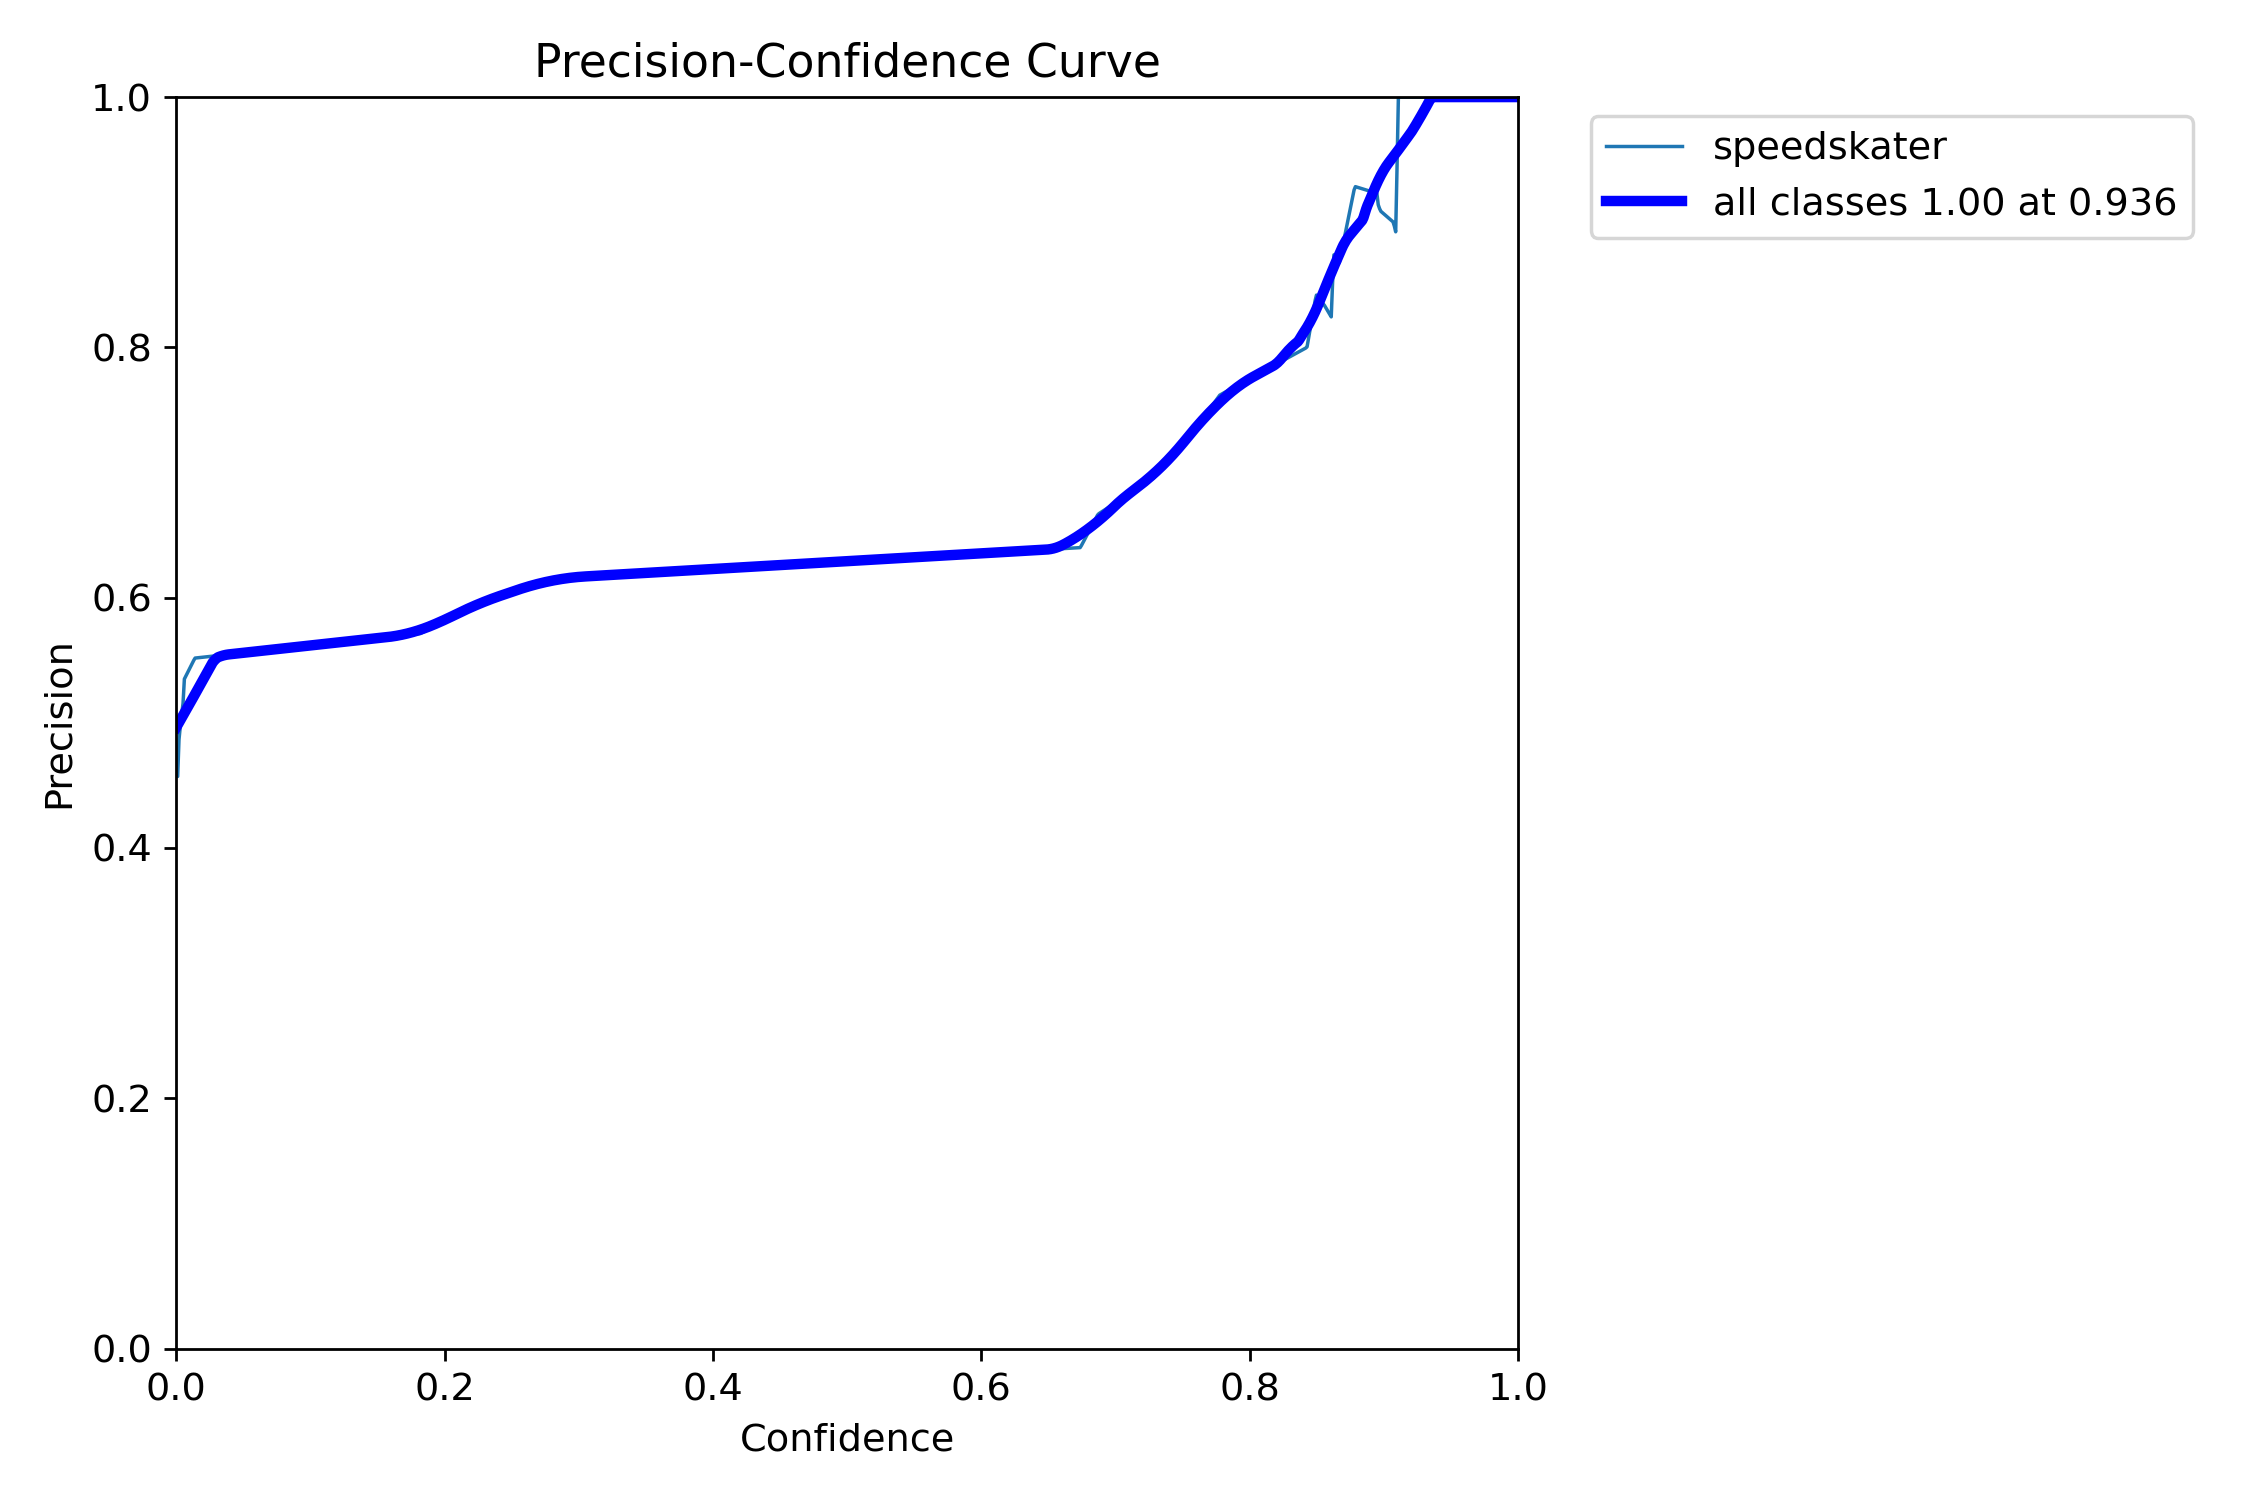 Precision-Confidence Curve
1.0
0.8
0.6
0.4
0.2
0.0
Precision
0.0 0.2 0.4 0.6 0.8 1.0
Confidence
speedskater
all classes 1.00 at 0.936